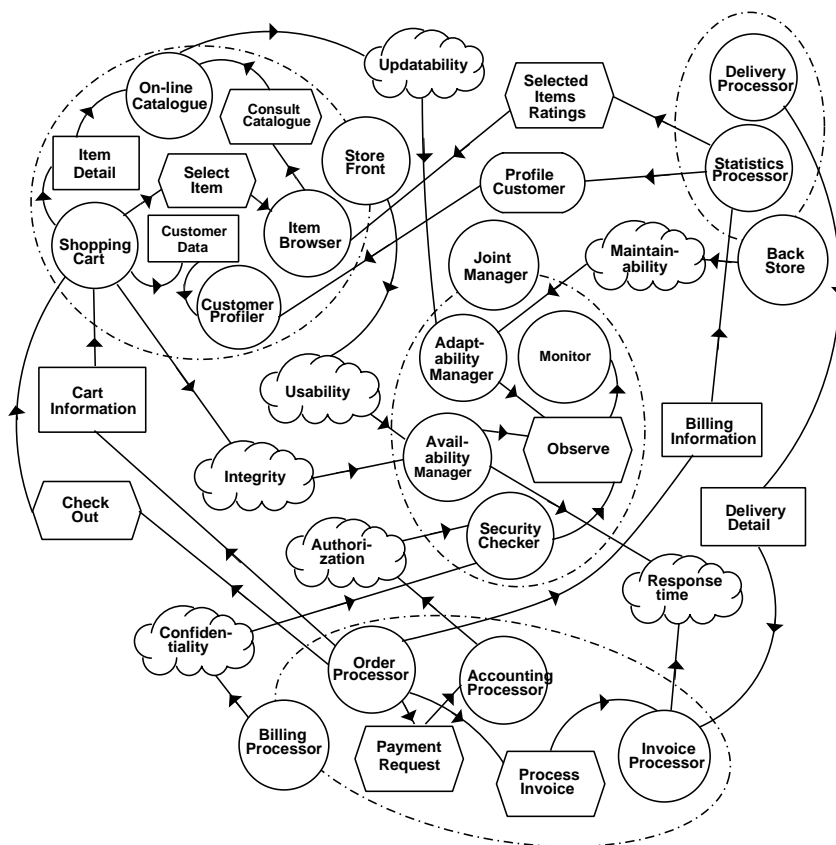 Updatability
Delivery
Processor
On-line
Catalogue
Selected
Items
Ratings
Consult
Catalogue
Item
Detail
Store
Front
Select
Item
Profile
Customer
Statistics
Processor
Customer
Data
Item
Browser
Shopping
Cart
Joint
Manager
Maintain-
ability
Back
Store
Customer
Profiler
Adapt-
ability
Manager
Monitor
Cart
Information
Usability
Billing
Information
Avail-
ability
Manager
Observe
Integrity
Check
Out
Delivery
Detail
Security
Checker
Authori-
zation
Response
time
Confiden-
tiality
Order
Processor
Accounting
Processor
Billing
Processor
Payment
Request
Process
Invoice
Invoice
Processor